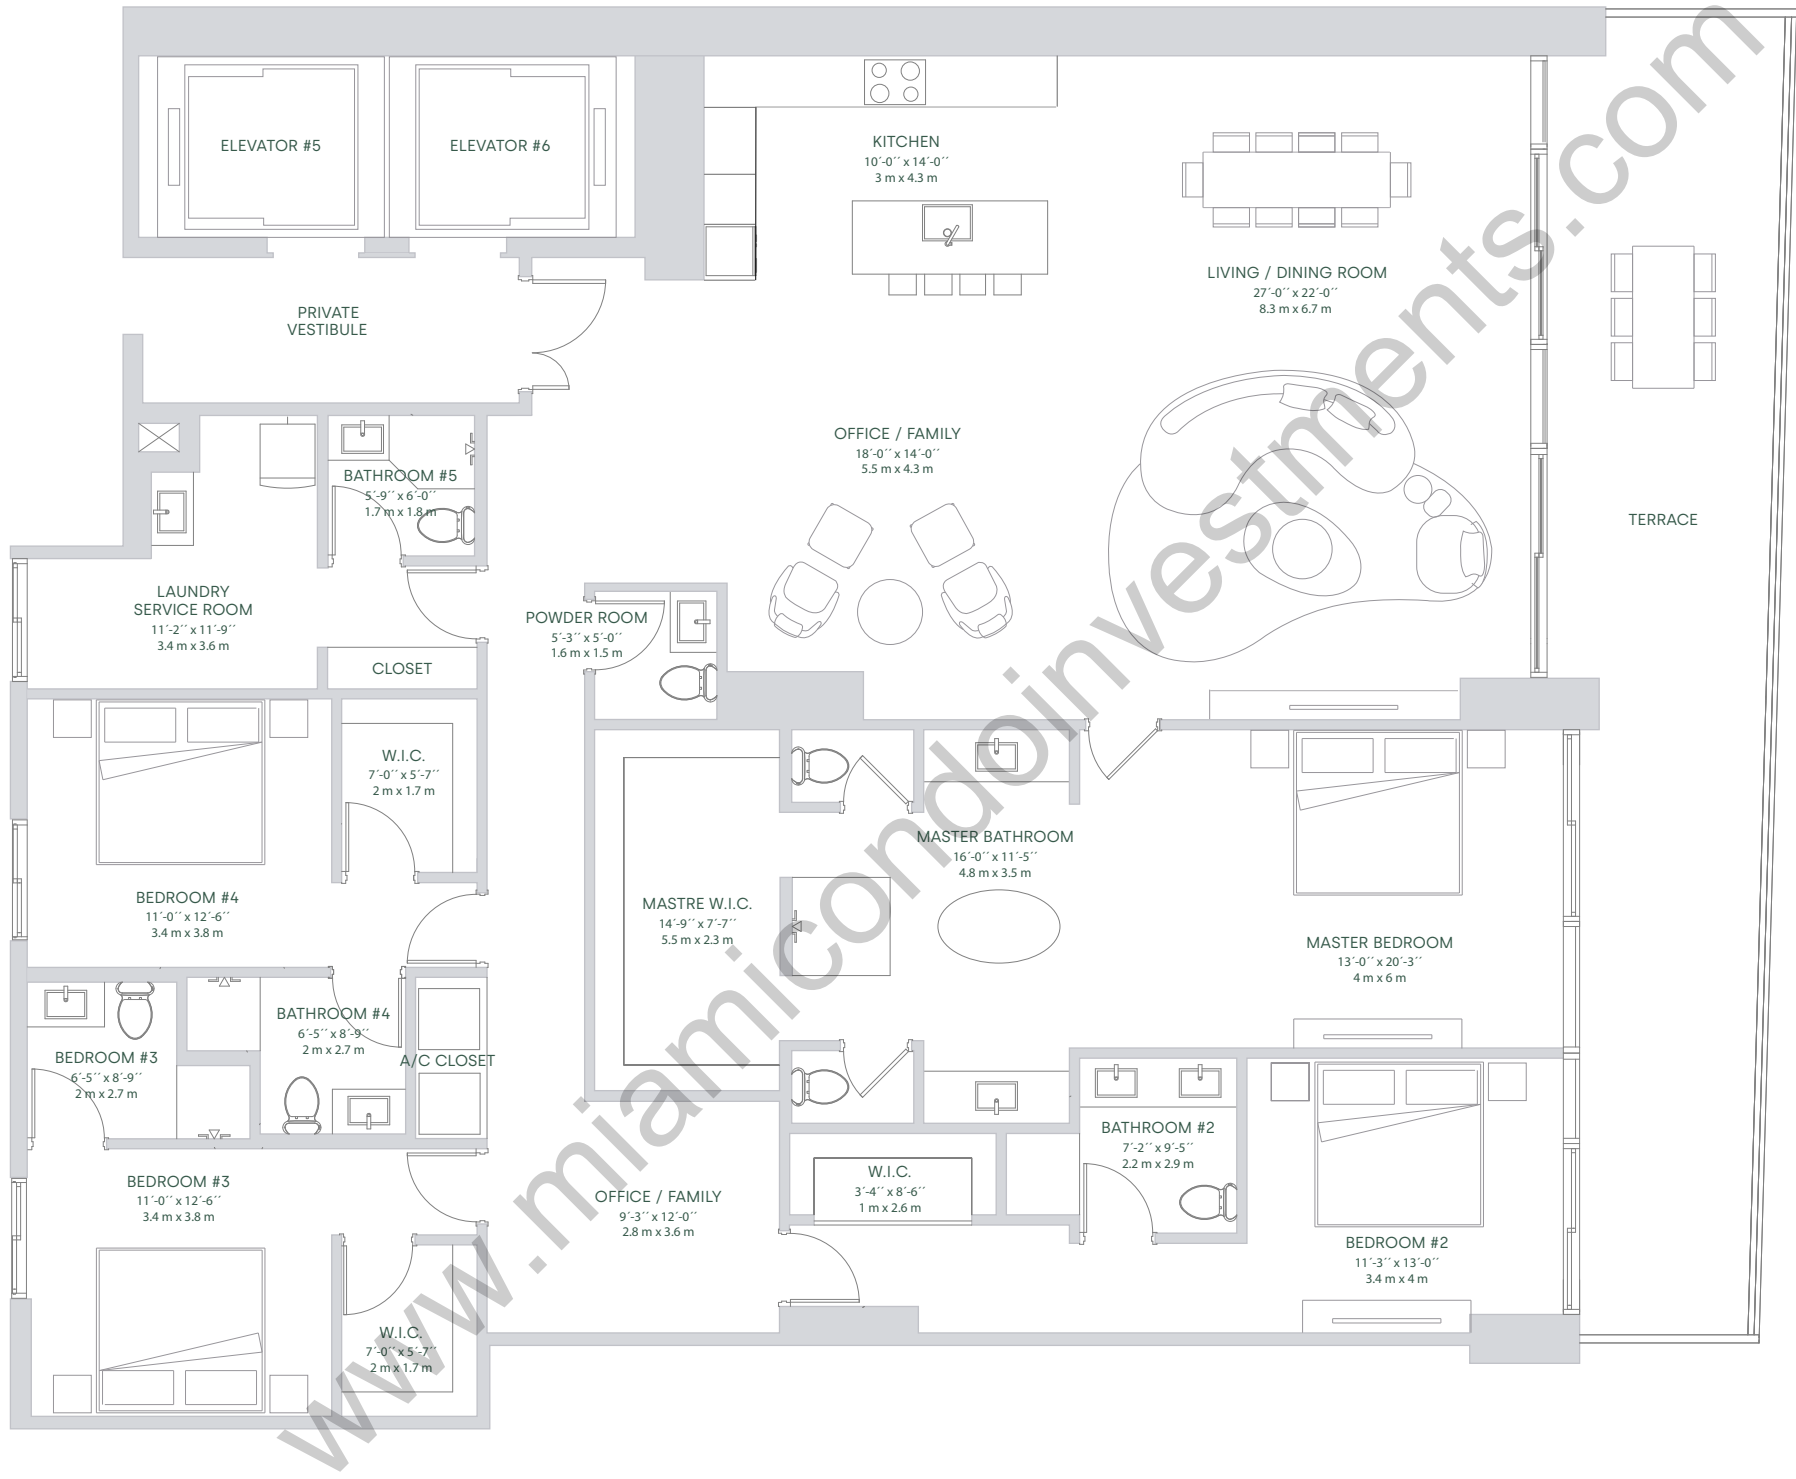 ELEVATOR #5
ELEVATOR #6
KITCHEN
10´-0´´ x 14´-0´´
3 m x 4.3 m
LIVING / DINING ROOM
27´-0´´ x 22´-0´´
8.3 m x 6.7 m
PRIVATE
VESTIBULE
OFFICE / FAMILY
18´-0´´ x 14´-0´´
5.5 m x 4.3 m
BATHROOM #5
5´-9´´ x 6´-0´´
1.7 m x 1.8 m
TERRACE
LAUNDRY
SERVICE ROOM
11´-2´´ x 11´-9´´
3.4 m x 3.6 m
POWDER ROOM
5´-3´´ x 5´-0´´
1.6 m x 1.5 m
CLOSET
W.I.C.
7´-0´´ x 5´-7´´
2 m x 1.7 m
MASTER BATHROOM
16´-0´´ x 11´-5´´
4.8 m x 3.5 m
BEDROOM #4
11´-0´´ x 12´-6´´
3.4 m x 3.8 m
MASTRE W.I.C.
14´-9´´ x 7´-7´´
5.5 m x 2.3 m
MASTER BEDROOM
13´-0´´ x 20´-3´´
4 m x 6 m
BATHROOM #4
6´-5´´ x 8´-9´´
2 m x 2.7 m
BEDROOM #3
6´-5´´ x 8´-9´´
2 m x 2.7 m
A/C CLOSET
BATHROOM #2
7´-2´´ x 9´-5´´
2.2 m x 2.9 m
W.I.C.
3´-4´´ x 8´-6´´
1 m x 2.6 m
BEDROOM #3
11´-0´´ x 12´-6´´
3.4 m x 3.8 m
OFFICE / FAMILY
9´-3´´ x 12´-0´´
2.8 m x 3.6 m
BEDROOM #2
11´-3´´ x 13´-0´´
3.4 m x 4 m
W.I.C.
7´-0´´ x 5´-7´´
2 m x 1.7 m
www.miamicondoinvestments.com